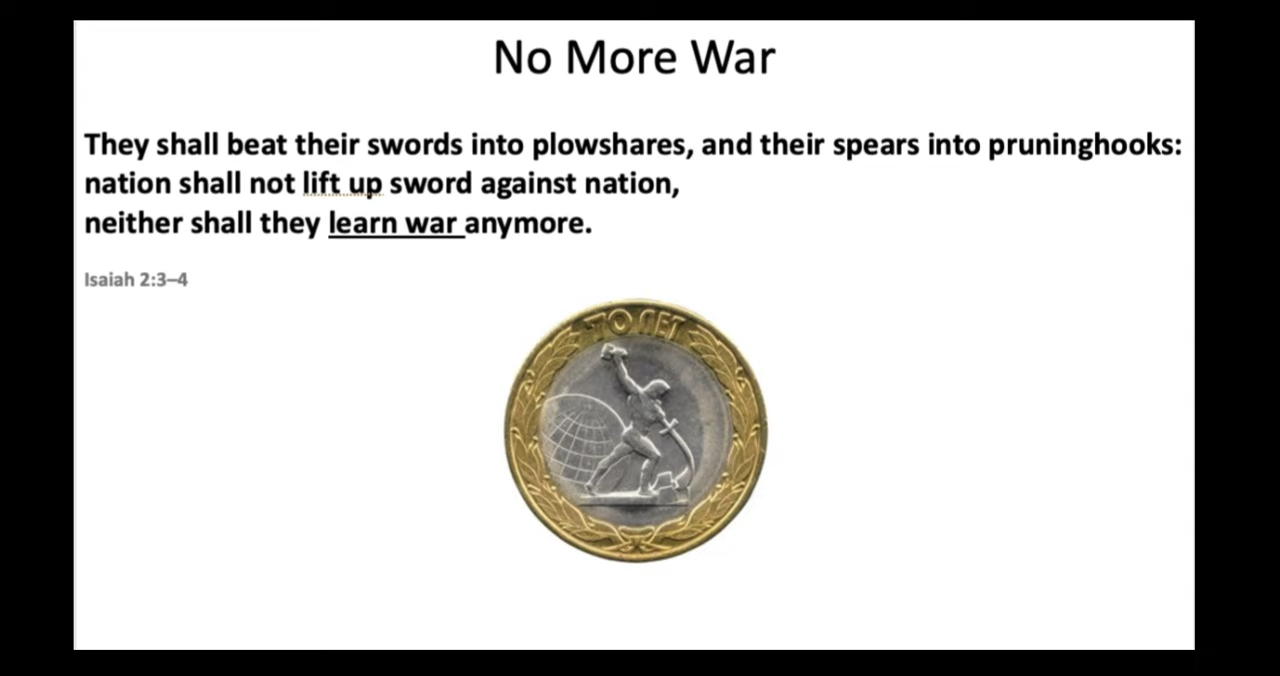 No More War
They shall beat their swords into plowshares, and their spears into pruninghooks:
nation shall not lift up sword against nation,
neither shall they learn war anymore.
Isaiah 2:3–4
70 ЛЕТ